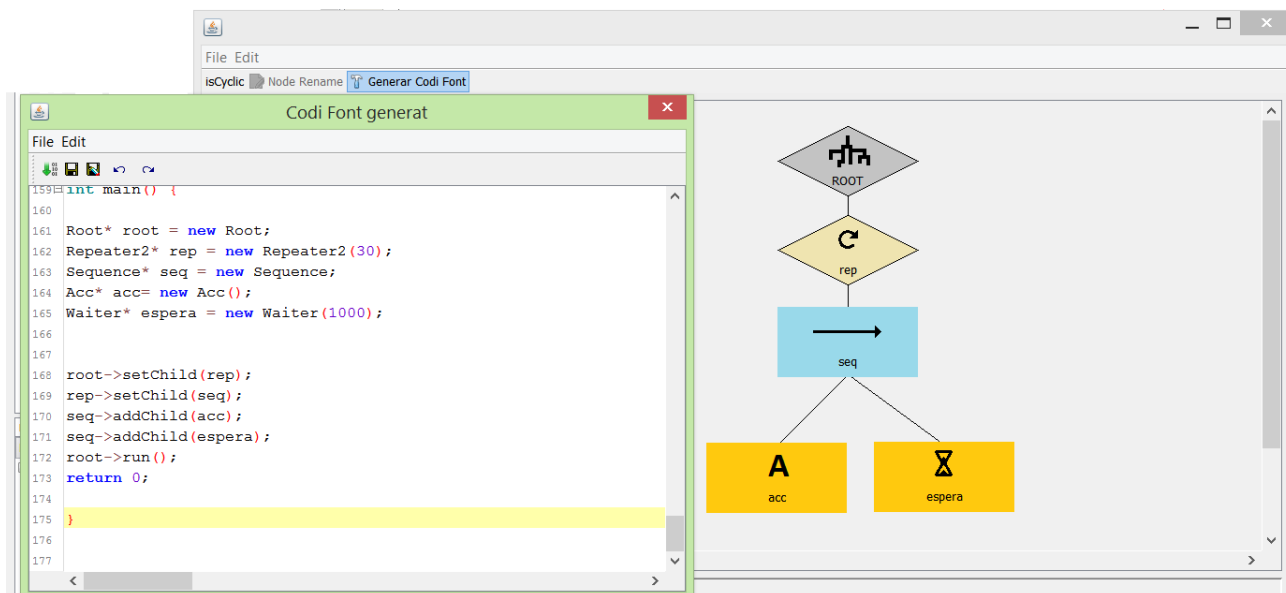 File Edit
isCyclic Node Rename Generar Codi Font
Codi Font generat
File Edit
159 int main() {
160
161 Root* root = new Root;
162 Repeater2* rep = new Repeater2(30);
163 Sequence* seq = new Sequence;
164 Acc* acc= new Acc();
165 Waiter* espera = new Waiter(1000);
166
167
168 root->setChild(rep);
169 rep->setChild(seq);
170 seq->addChild(acc);
171 seq->addChild(espera);
172 root->run();
173 return 0;
174
175 }
176
177
ROOT
rep
seq
A
acc
espera